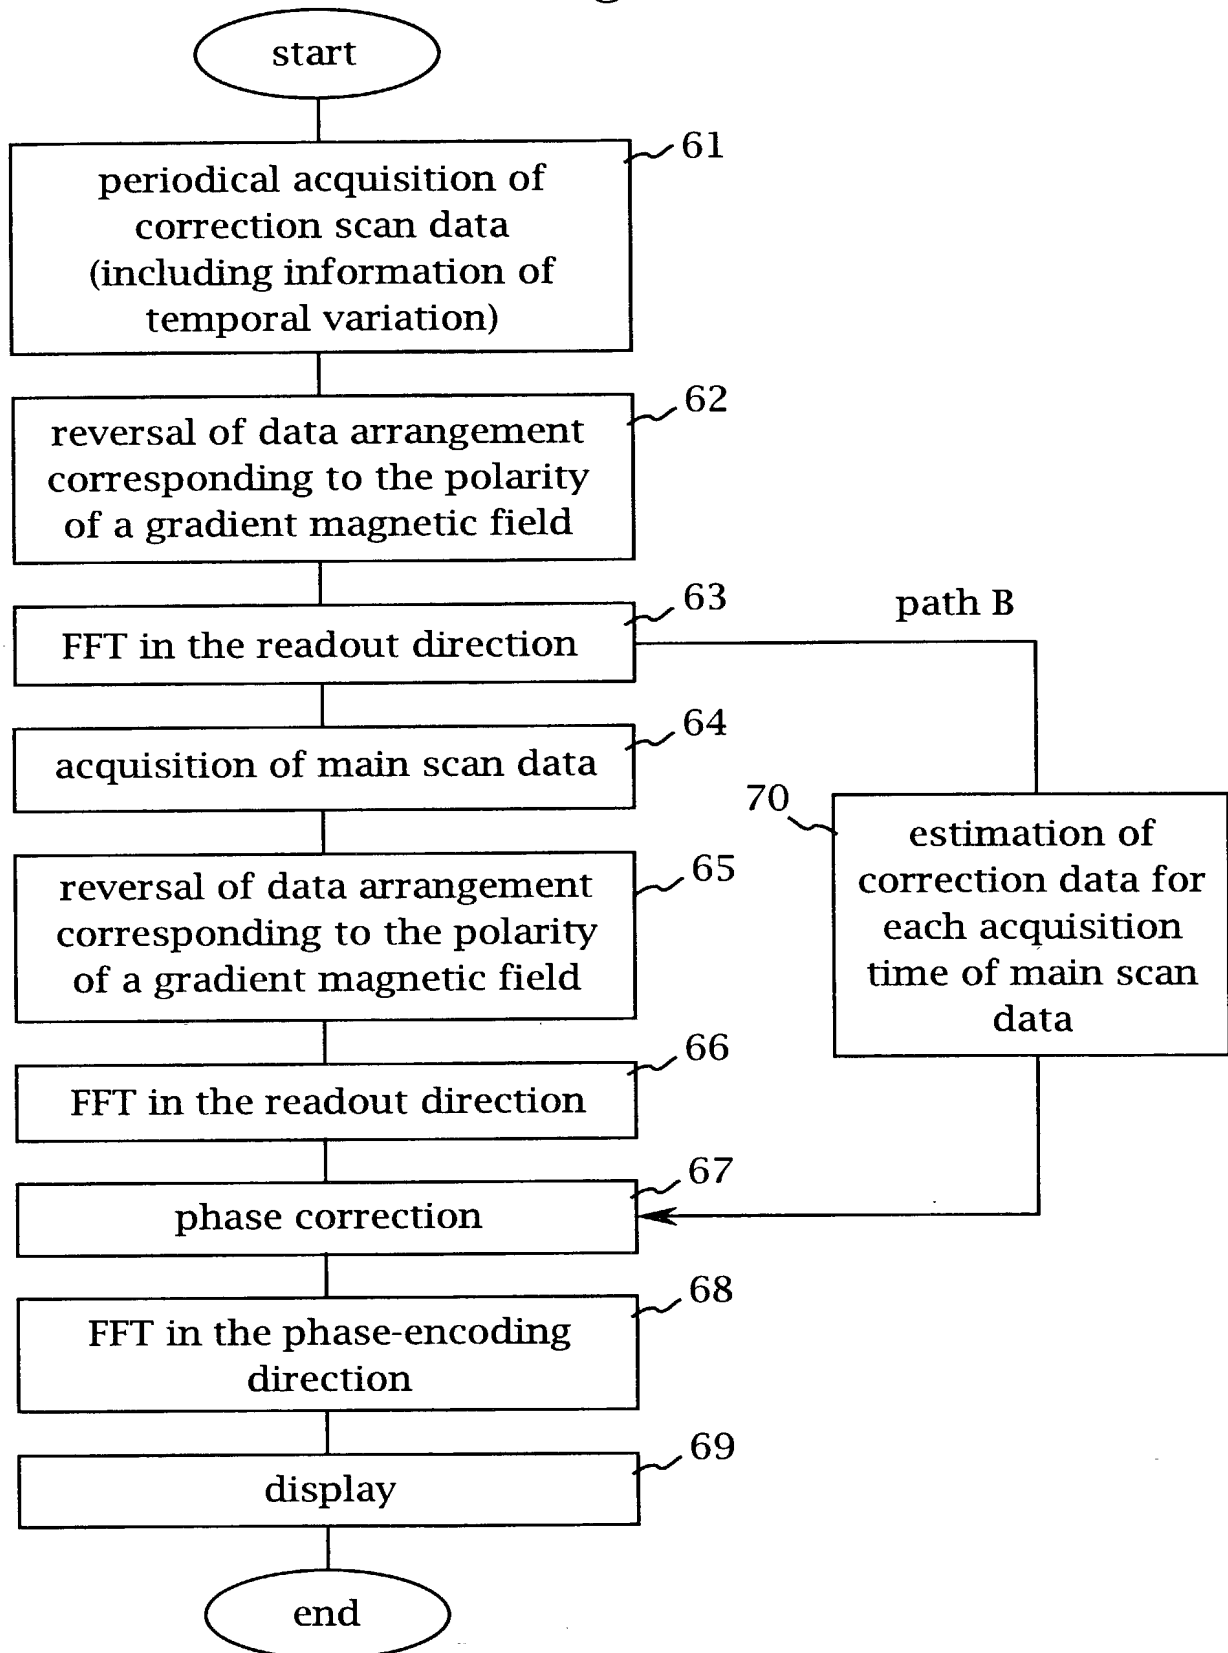 start
61
periodical acquisition of
correction scan data
(including information of
temporal variation)
62
reversal of data arrangement
corresponding to the polarity
of a gradient magnetic field
63
path B
FFT in the readout direction
64
acquisition of main scan data
70
estimation of
correction data for
each acquisition
time of main scan
data
65
reversal of data arrangement
corresponding to the polarity
of a gradient magnetic field
66
FFT in the readout direction
67
phase correction
68
FFT in the phase-encoding
direction
69
display
end